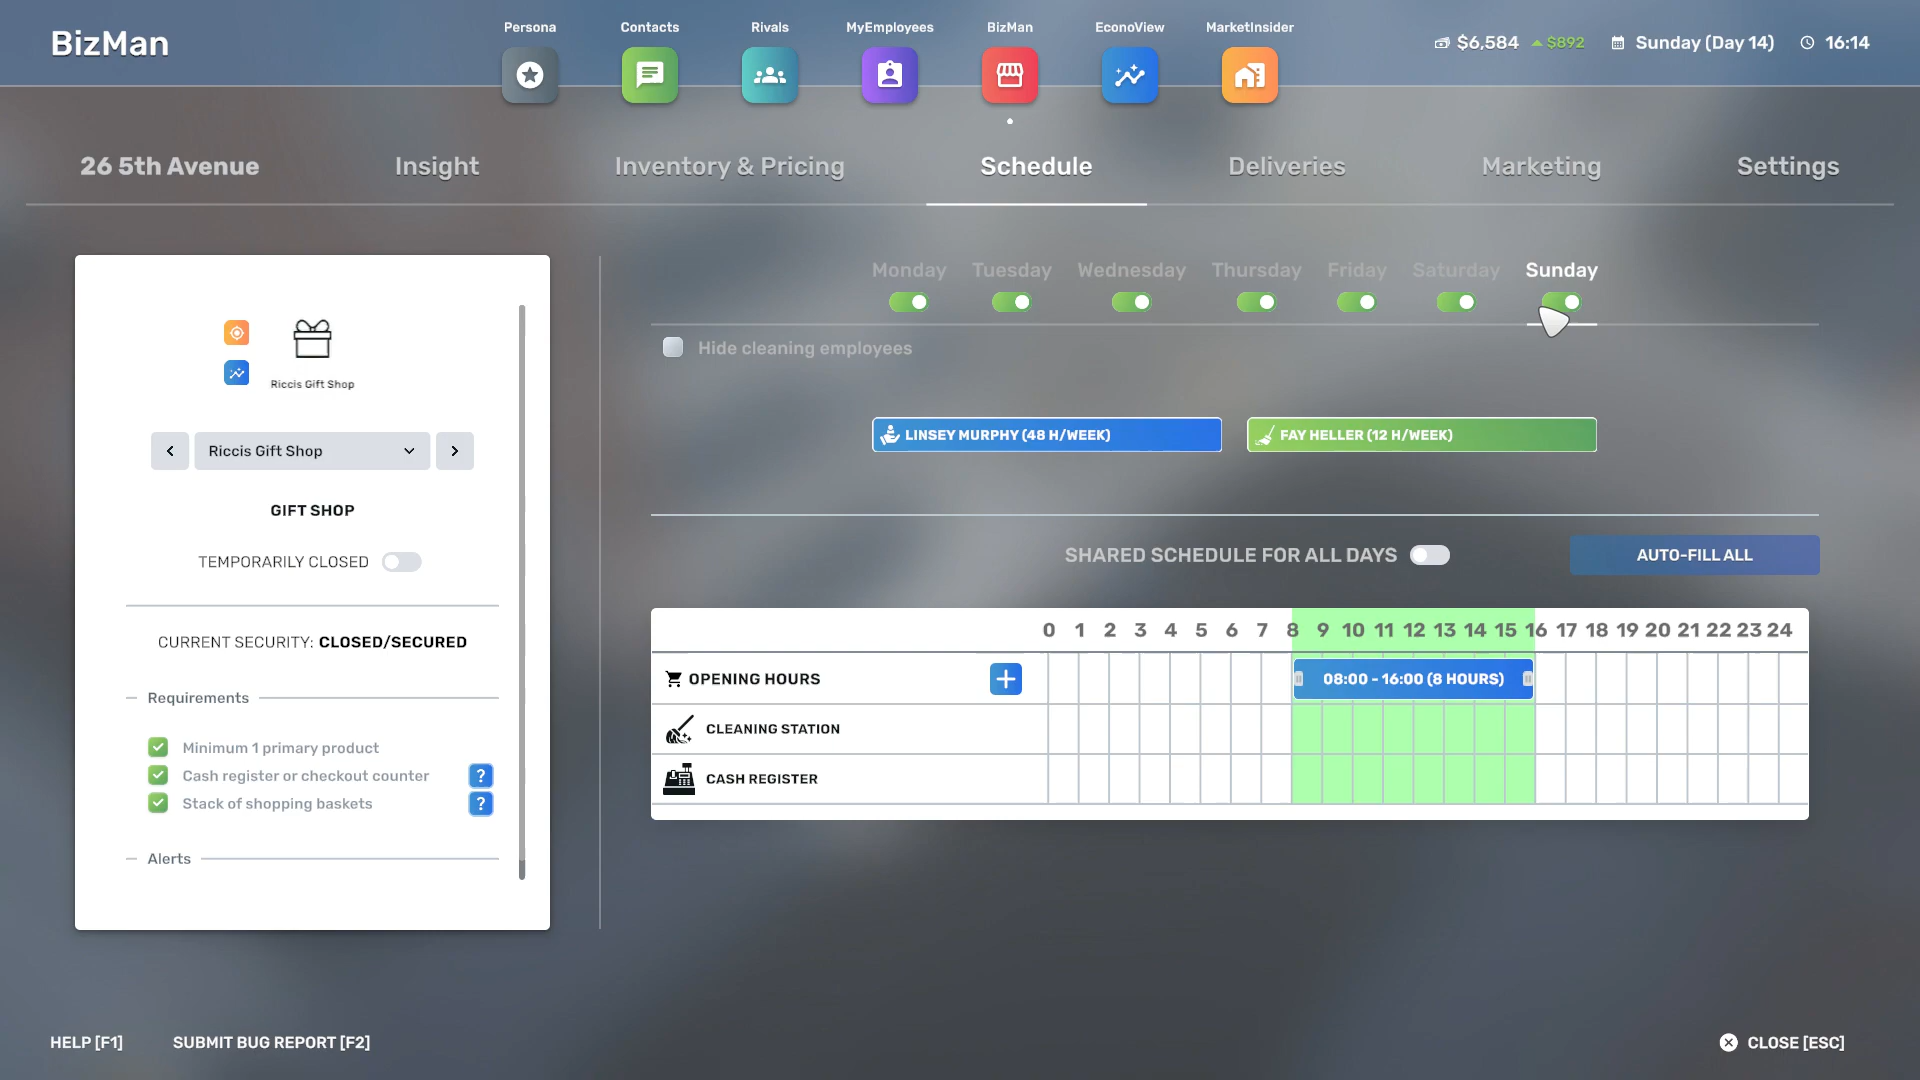 BizMan
Persona
Contacts
Rivals
MyEmployees
BizMan
EconoView
MarketInsider
$6,584
$892
Sunday (Day 14)
16:14
26 5th Avenue
Insight
Inventory & Pricing
Schedule
Deliveries
Marketing
Settings
Riccis Gift Shop
Riccis Gift Shop
GIFT SHOP
TEMPORARILY CLOSED
CURRENT SECURITY: CLOSED/SECURED
Requirements
Minimum 1 primary product
Cash register or checkout counter ?
Stack of shopping baskets ?
Alerts
Monday Tuesday Wednesday Thursday Friday Saturday Sunday
Hide cleaning employees
LINSEY MURPHY (48 H/WEEK)
FAY HELLER (12 H/WEEK)
SHARED SCHEDULE FOR ALL DAYS
AUTO-FILL ALL
0 1 2 3 4 5 6 7 8 9 10 11 12 13 14 15 16 17 18 19 20 21 22 23 24
OPENING HOURS
08:00 - 16:00 (8 HOURS)
CLEANING STATION
CASH REGISTER
HELP [F1]
SUBMIT BUG REPORT [F2]
CLOSE [ESC]